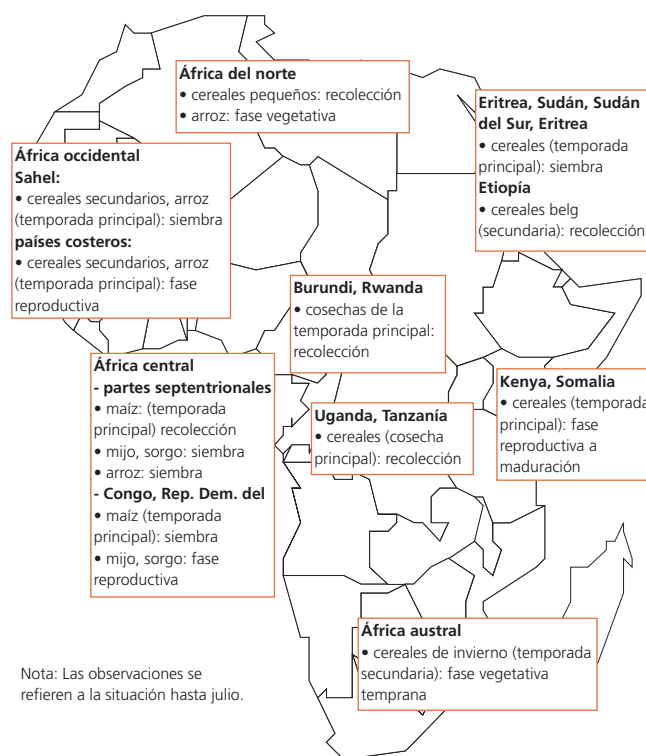 África del norte
• cereales pequeños: recolección
• arroz: fase vegetativa
Eritrea, Sudán, Sudán
del Sur, Eritrea
• cereales (temporada
principal): siembra
Etiopía
• cereales belg
(secundaria): recolección
África occidental
Sahel:
• cereales secundarios, arroz
(temporada principal): siembra
países costeros:
• cereales secundarios, arroz
(temporada principal): fase
reproductiva
Burundi, Rwanda
• cosechas de la
temporada principal:
recolección
África central
- partes septentrionales
• maíz: (temporada
principal) recolección
• mijo, sorgo: siembra
• arroz: siembra
- Congo, Rep. Dem. del
• maíz (temporada
principal): siembra
• mijo, sorgo: fase
reproductiva
Uganda, Tanzanía
• cereales (cosecha
principal): recolección
Kenya, Somalia
• cereales (temporada
principal): fase
reproductiva a
maduración
África austral
• cereales de invierno (temporada
secundaria): fase vegetativa
temprana
Nota: Las observaciones se
refieren a la situación hasta julio.